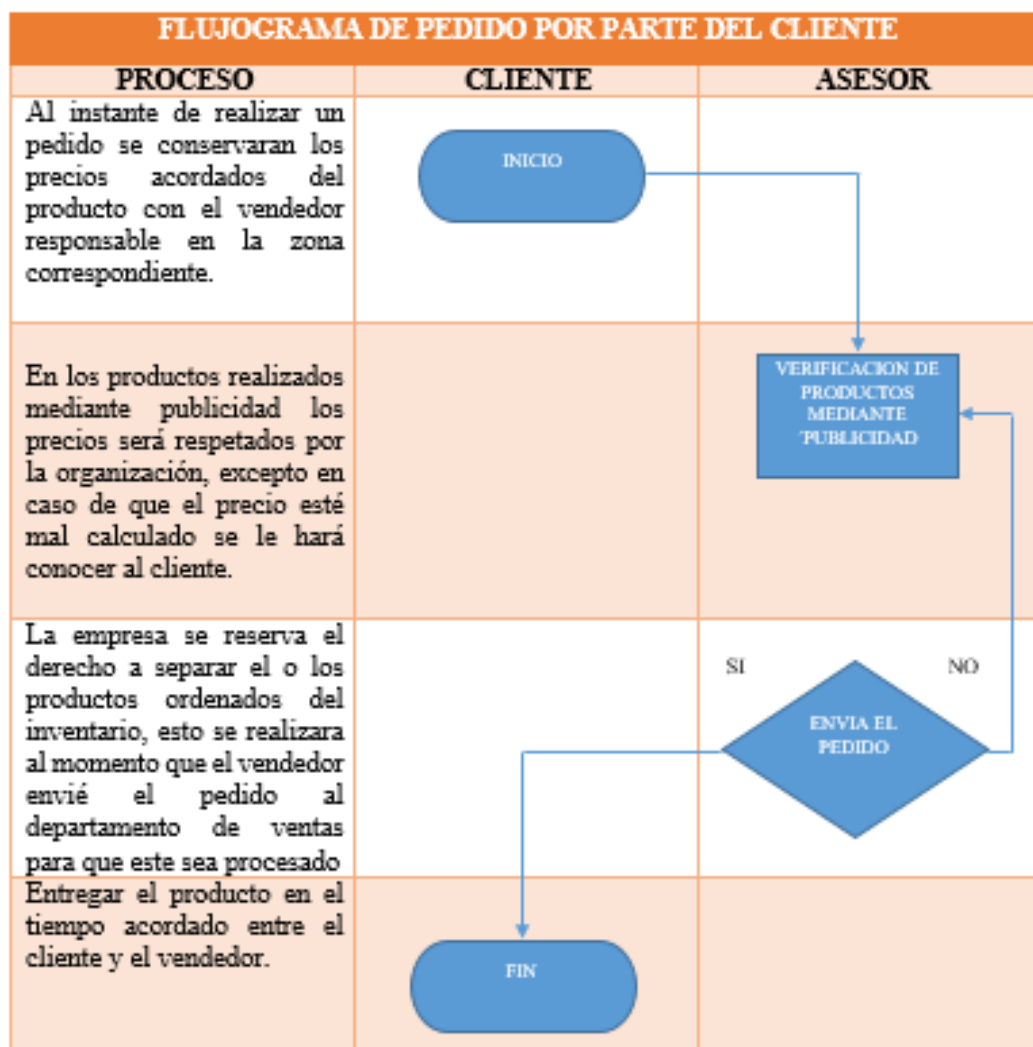 FLUJOGRAMA DE PEDIDO POR PARTE DEL CLIENTE
PROCESO
CLIENTE
ASESOR
Al instante de realizar un
pedido se conservaran los
precios acordados del
producto con el vendedor
responsable en la zona
correspondiente.
INICIO
En los productos realizados
mediante publicidad los
precios será respetados por
la organización, excepto en
caso de que el precio esté
mal calculado se le hará
conocer al cliente.
VERIFICACION DE
PRODUCTOS
MEDIANTE
PUBLICIDAD
La empresa se reserva el
derecho a separar el o los
productos ordenados del
inventario, esto se realizara
al momento que el vendedor
envié el pedido al
departamento de ventas
para que este sea procesado
SI
NO
ENVIA EL
PEDIDO
Entregar el producto en el
tiempo acordado entre el
cliente y el vendedor.
FIN